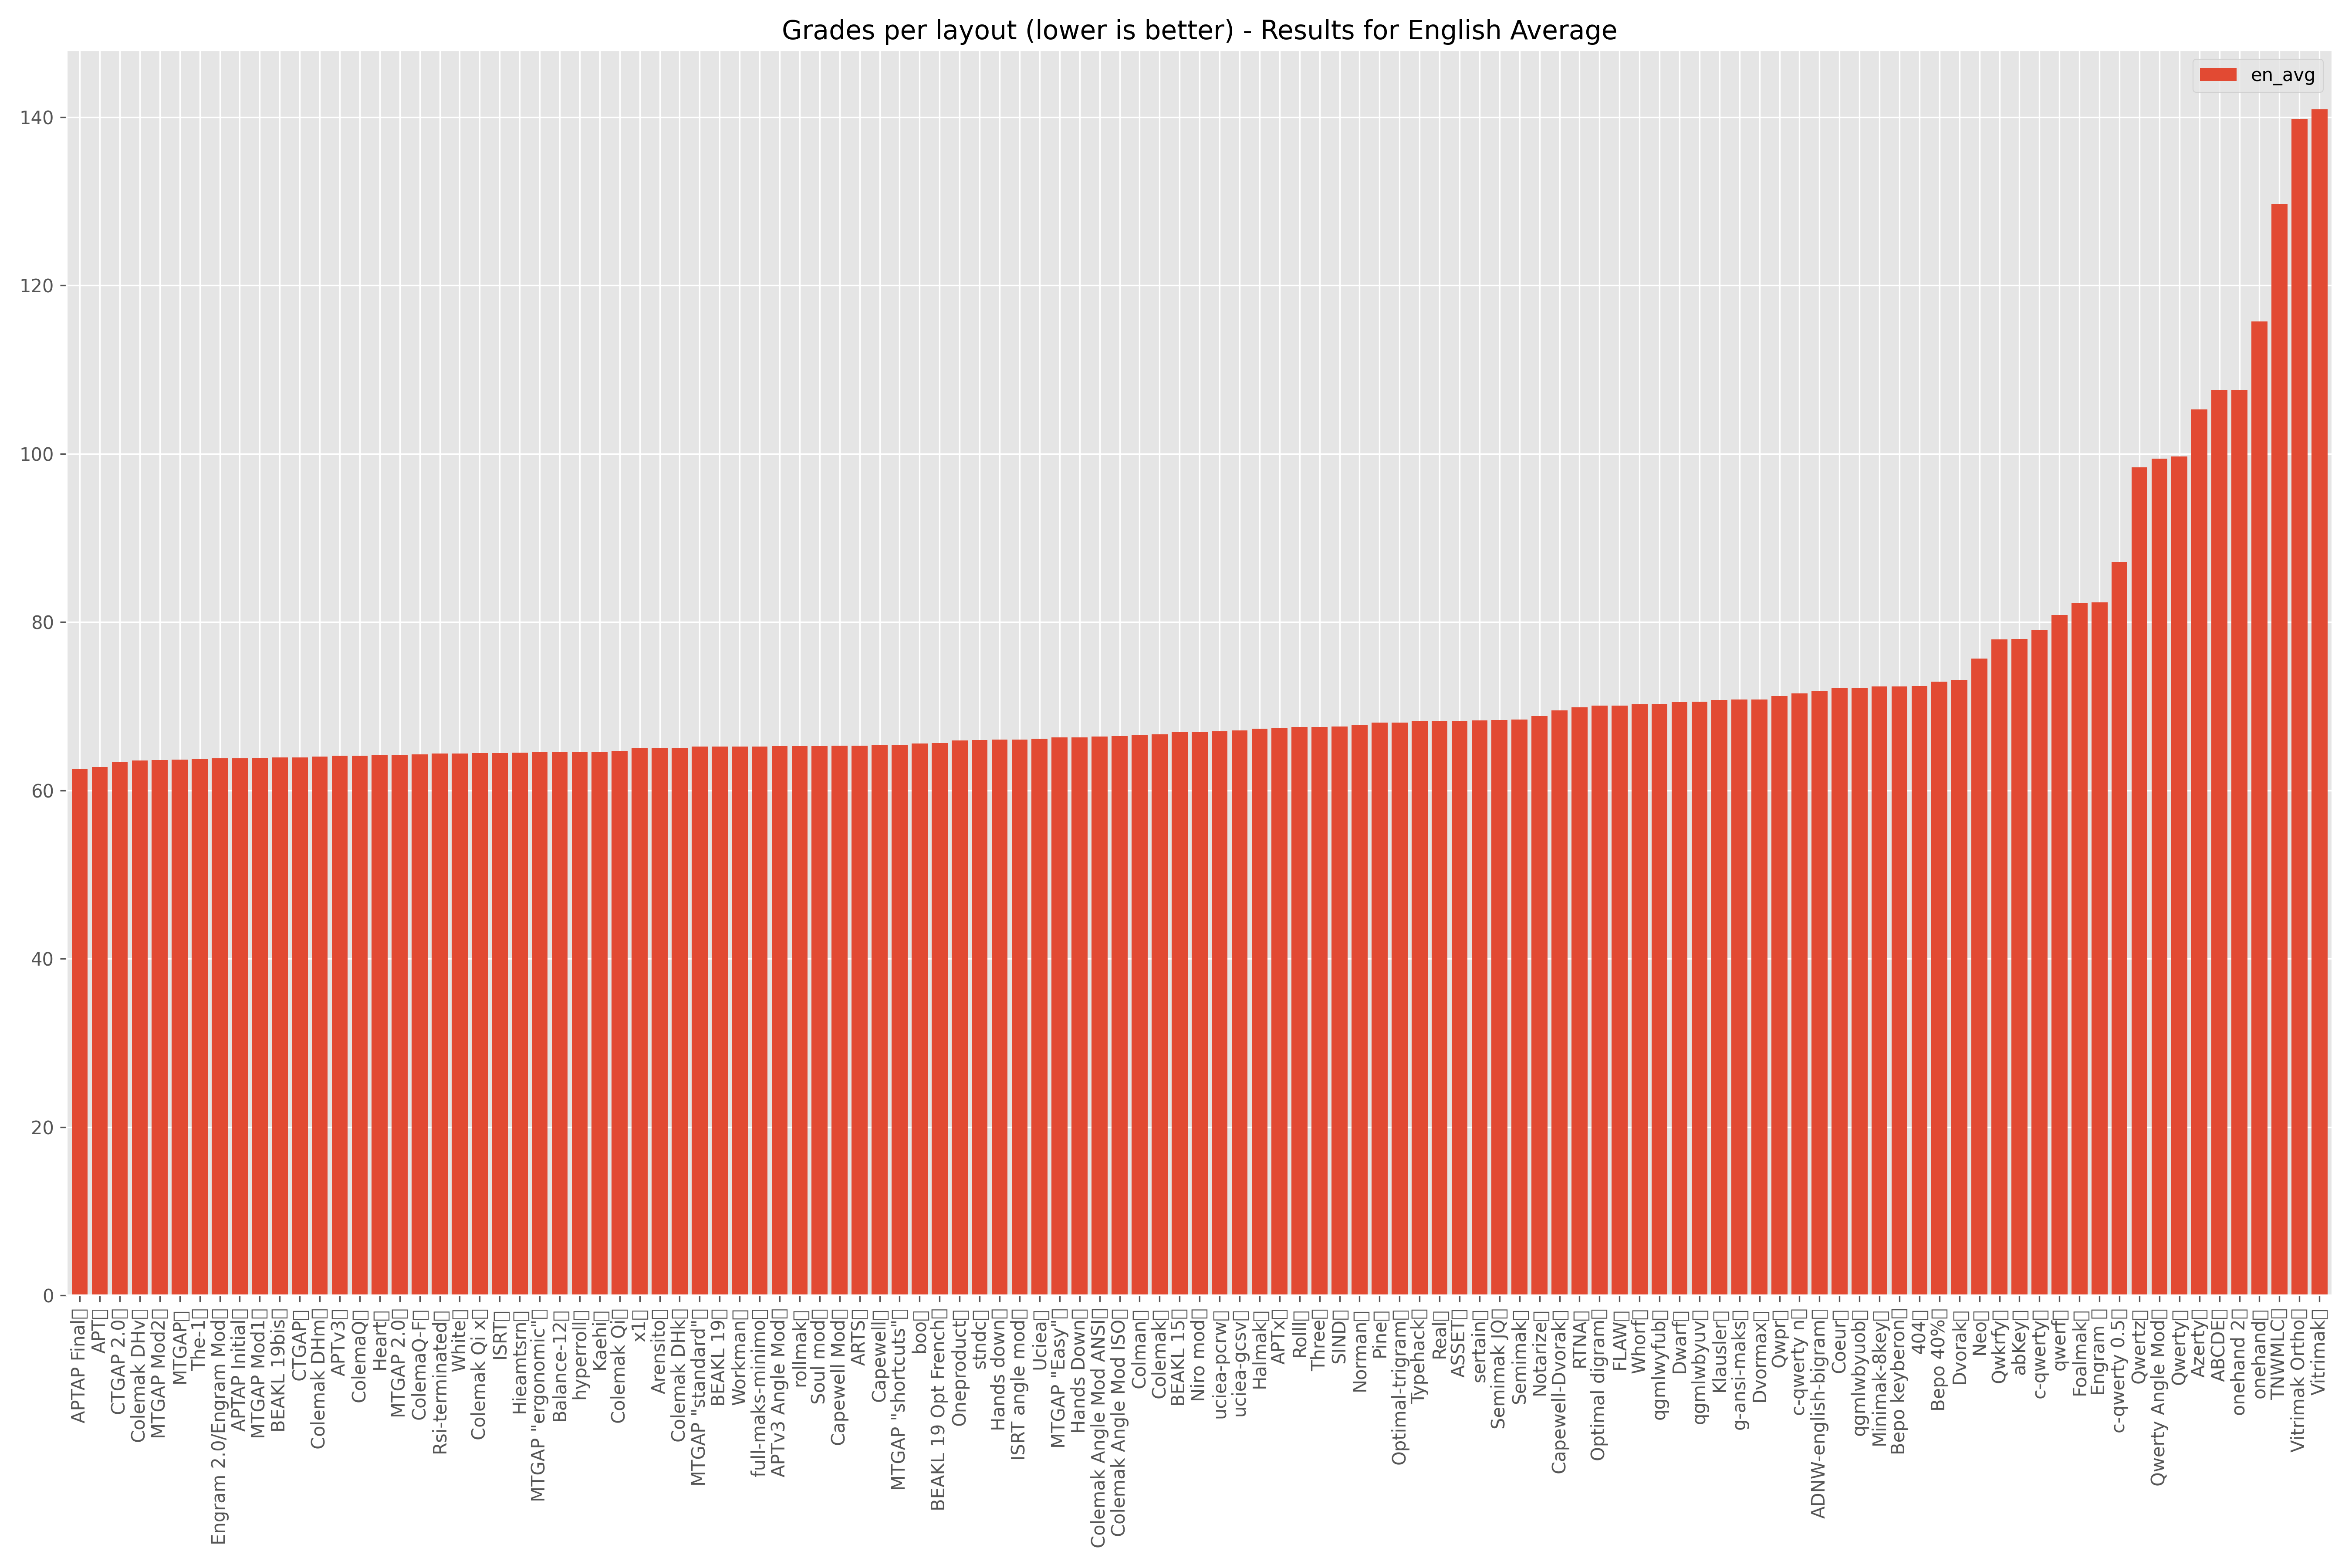 Grades per layout (lower is better) - Results for English Average
en_avg
140
120
100
80
60
40
20
0
APTAP Final
APT
CTGAP 2.0
Colemak DHv
MTGAP Mod2
MTGAP
The-1
Engram 2.0/Engram Mod
APTAP Initial
MTGAP Mod1
BEAKL 19bis
CTGAP
Colemak DHm
APTv3
ColemaQ
Heart
MTGAP 2.0
ColemaQ-F
Rsi-terminated
White
Colemak Qi x
ISRT
Hieamtsrn
MTGAP "ergonomic"
Balance-12
hyperroll
Kaehi
Colemak Qi
x1
Arensito
Colemak DHk
MTGAP "standard"
BEAKL 19
Workman
full-maks-minimo
APTv3 Angle Mod
rollmak
Soul mod
Capewell Mod
ARTS
Capewell
MTGAP "shortcuts"
boo
BEAKL 19 Opt French
Oneproduct
stndc
Hands down
ISRT angle mod
Uciea
MTGAP "Easy"
Hands Down
Colemak Angle Mod ANSI
Colemak Angle Mod ISO
Colman
Colemak
BEAKL 15
Niro mod
uciea-pcrw
uciea-gcsv
Halmak
APTx
Rolll
Three
SIND
Norman
Pine
Optimal-trigram
Typehack
Real
ASSET
sertain
Semimak JQ
Semimak
Notarize
Capewell-Dvorak
RTNA
Optimal digram
FLAW
Whorf
qgmlwyfub
Dwarf
qgmlwbyuv
Klausler
g-ansi-maks
Dvormax
Qwpr
c-qwerty n
ADNW-english-bigram
Coeur
qgmlwbyuob
Minimak-8key
Bepo keyberon
404
Bepo 40%
Dvorak
Neo
Qwkrfy
abKey
c-qwerty
qwerf
Foalmak
Engram
c-qwerty 0.5
Qwertz
Qwerty Angle Mod
Qwerty
Azerty
ABCDE
onehand 2
onehand
TNWMLC
Vitrimak Ortho
Vitrimak